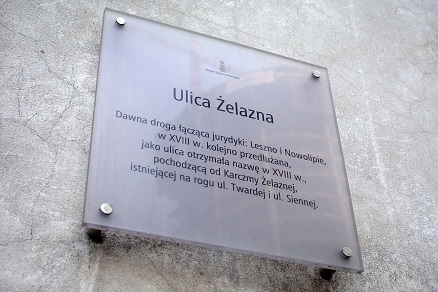 Ulica Żelazna
Dawna droga łącząca jurydyki: Leszno i Nowolipie,
w XVIII w. kolejno przedłużana,
jako ulica otrzymała nazwę w XVIII w.,
pochodzącą od Karczmy Żelaznej,
istniejącej na rogu ul. Twardej i ul. Siennej.